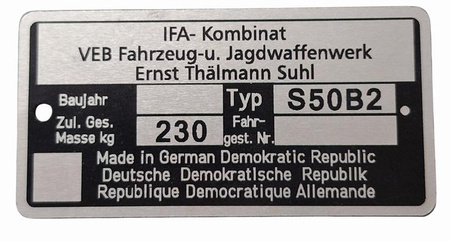 IFA- Kombinat
VEB Fahrzeug-u. Jagdwaffenwerk
Ernst Thälmann Suhl
Baujahr Typ S50B2
Zul. Ges. Masse kg 230 Fahr- gest. Nr.
Made in German Demokratic Republic
Deutsche Demokratische Republik
Republique Democratique Allemande